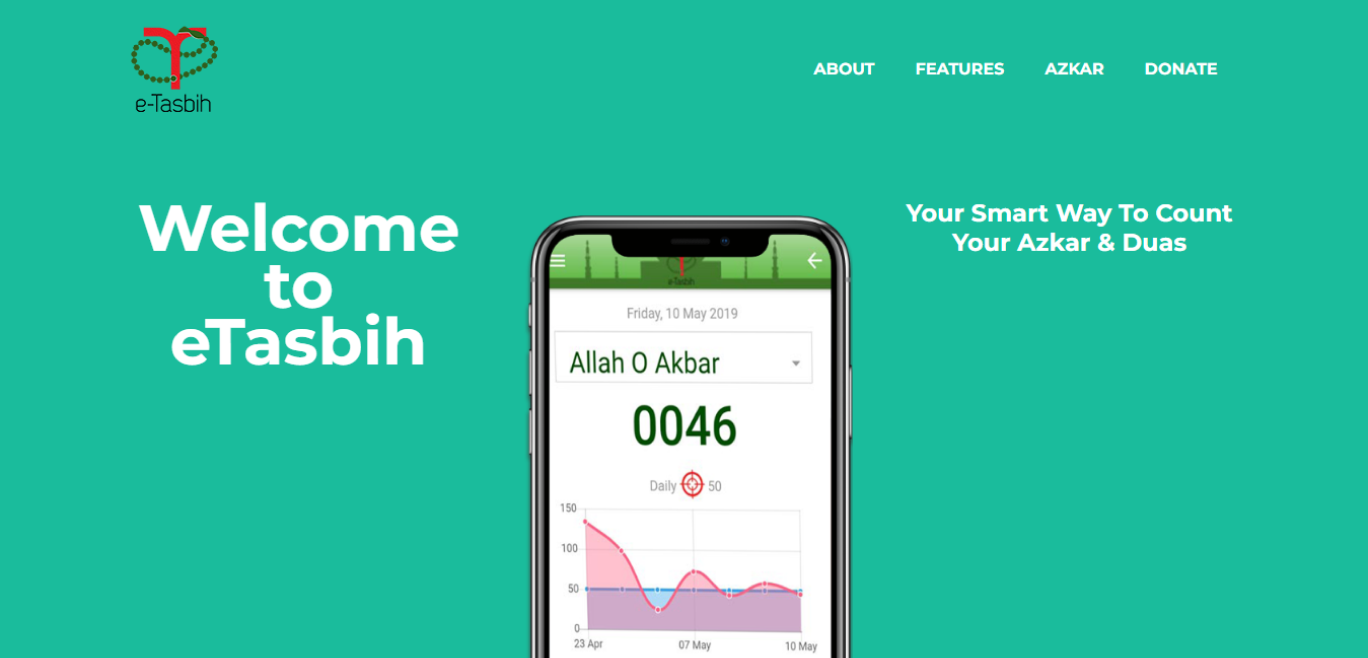 e-Tasbih
ABOUT FEATURES AZKAR DONATE
Welcome
to
eTasbih
Your Smart Way To Count
Your Azkar & Duas
e-Tasbih
Friday, 10 May 2019
Allah O Akbar
0046
Daily 50
150
100
50
0
23 Apr 07 May 10 May